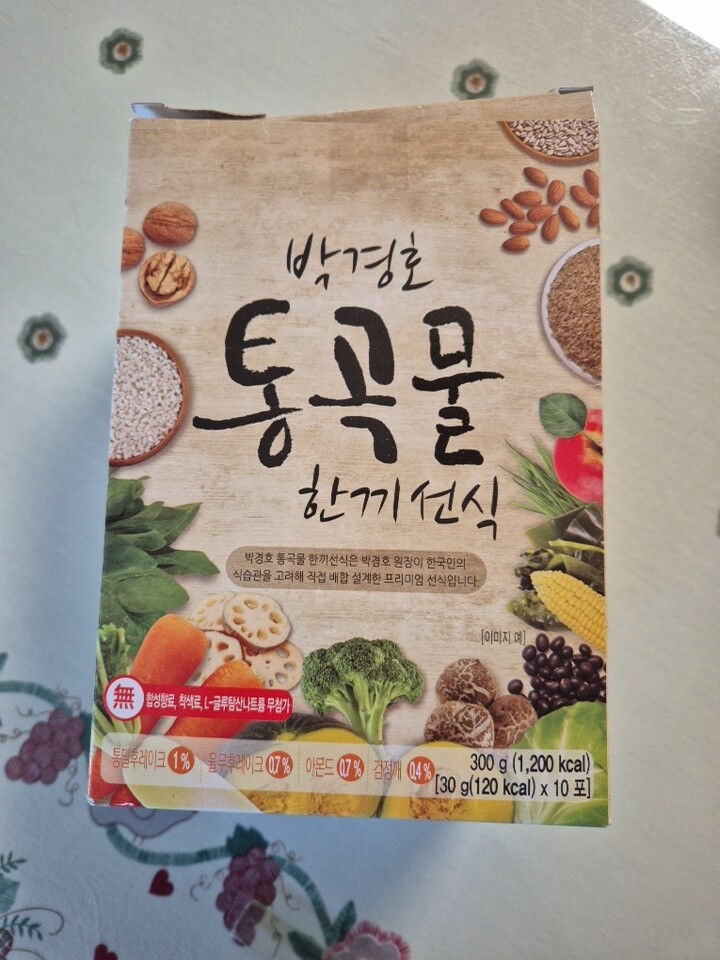 박경호
통곡물
한끼선식
박경호 통곡물 한끼선식은 박경호 원장이 한국인의
식습관을 고려해 직접 배합 설계한 프리미엄 선식입니다.
[이미지 예]
無 합성향료, 착색료, L-글루탐산나트륨 무첨가
통밀후레이크 1% 율무후레이크 0.7% 아몬드 0.7% 검정깨 0.4%
300 g (1,200 kcal)
[30 g(120 kcal) x 10 포]